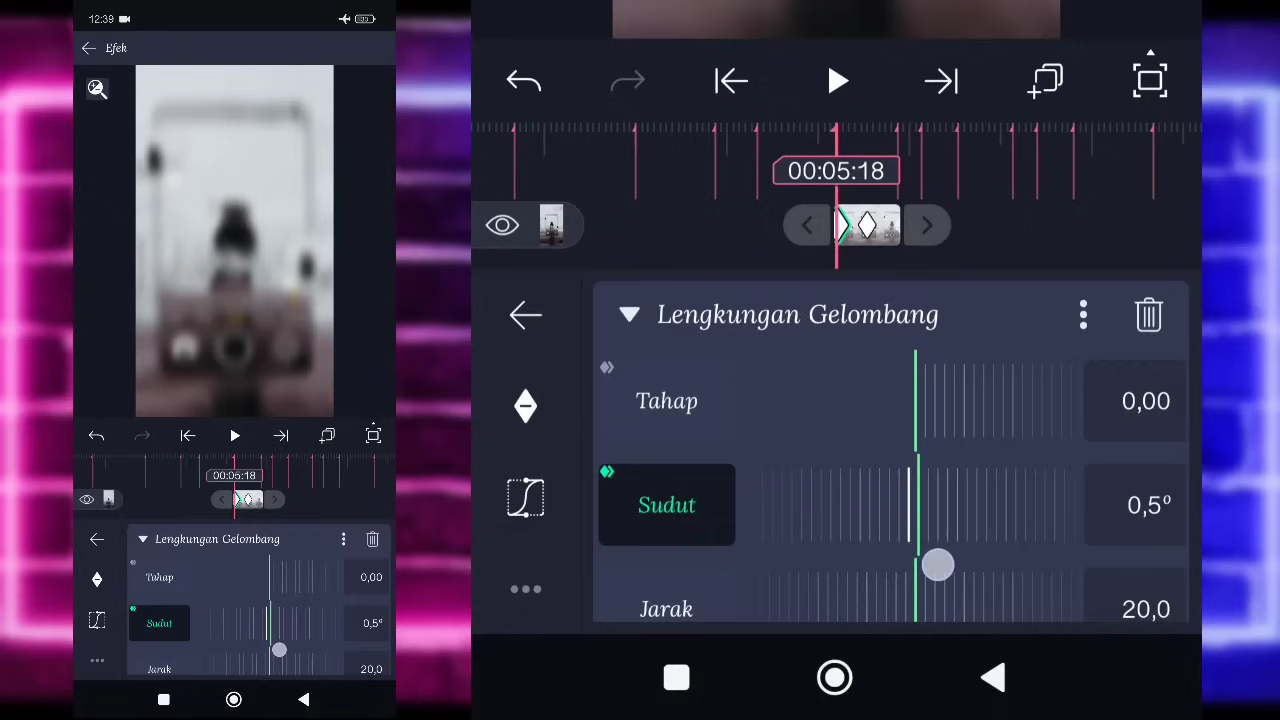 12:39
Efek
00:05:18
Lengkungan Gelombang
Tahap
0,00
Sudut
0,5º
Jarak
20,0
00:05:18
Lengkungan Gelombang
Tahap
0,00
Sudut
0,5º
Jarak
20,0